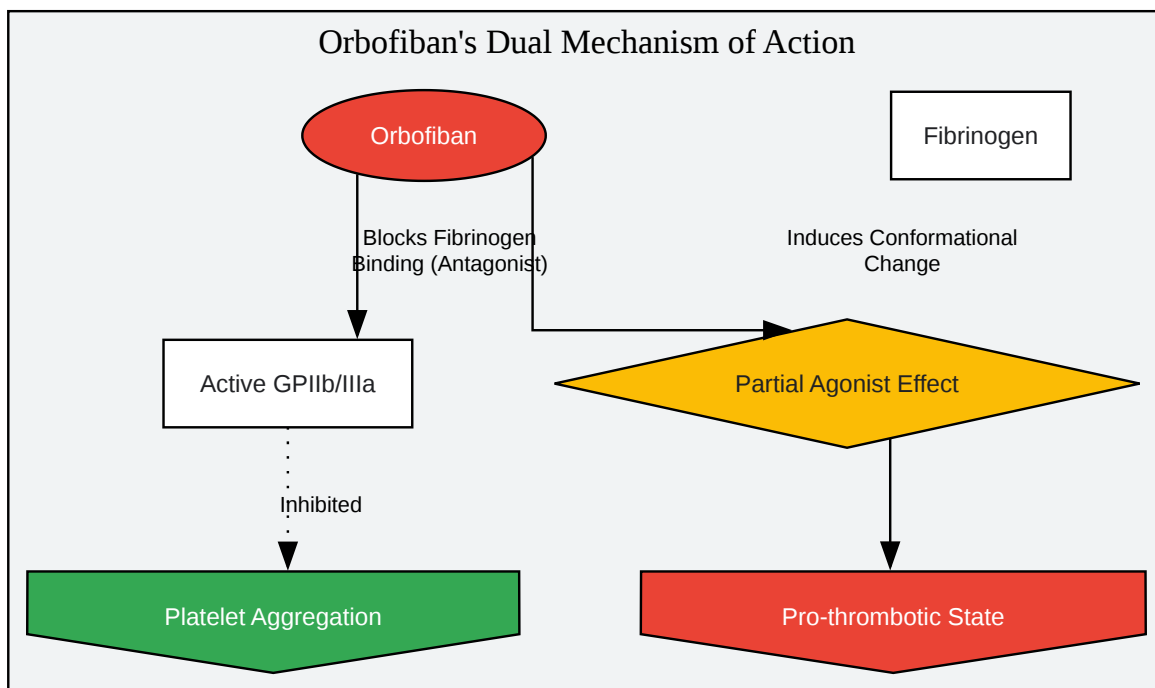 Orbofiban's Dual Mechanism of Action
Orbofiban
Fibrinogen
Blocks Fibrinogen
Binding (Antagonist)
Induces Conformational
Change
Active GPIIb/IIIa
Partial Agonist Effect
Inhibited
Platelet Aggregation
Pro-thrombotic State